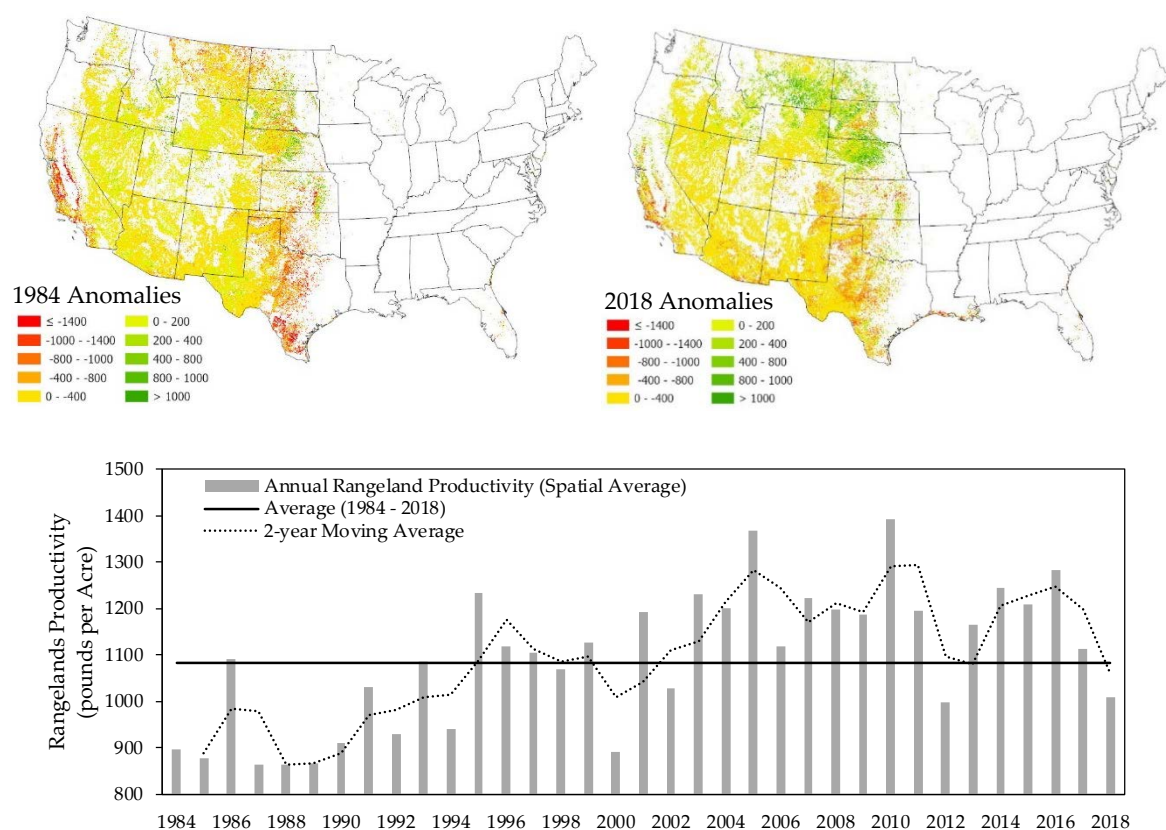 1984 Anomalies
≤ -1400 0 - 200
-1000 - -1400 200 - 400
-800 - -1000 400 - 800
-400 - -800 800 - 1000
0 - -400 > 1000
2018 Anomalies
≤ -1400 0 - 200
-1000 - -1400 200 - 400
-800 - -1000 400 - 800
-400 - -800 800 - 1000
0 - -400 > 1000
Rangelands Productivity
(pounds per Acre)
1500
1400
1300
1200
1100
1000
900
800
Annual Rangeland Productivity (Spatial Average)
Average (1984 - 2018)
2-year Moving Average
1984 1986 1988 1990 1992 1994 1996 1998 2000 2002 2004 2006 2008 2010 2012 2014 2016 2018